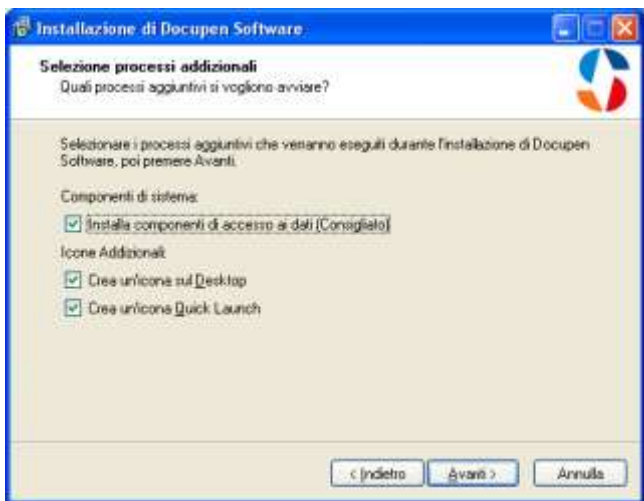 Installazione di Docupen Software
Selezione processi addizionali
Quali processi aggiuntivi si vogliono avviare?
Selezionare i processi aggiuntivi che verranno eseguiti durante l'installazione di Docupen
Software, poi premere Avanti.
Componenti di sistema:
Installa componenti di accesso ai dati (Consigliato)
Icone Addizionali:
Crea un'icona sul Desktop
Crea un'icona Quick Launch
< Indietro Avanti > Annulla